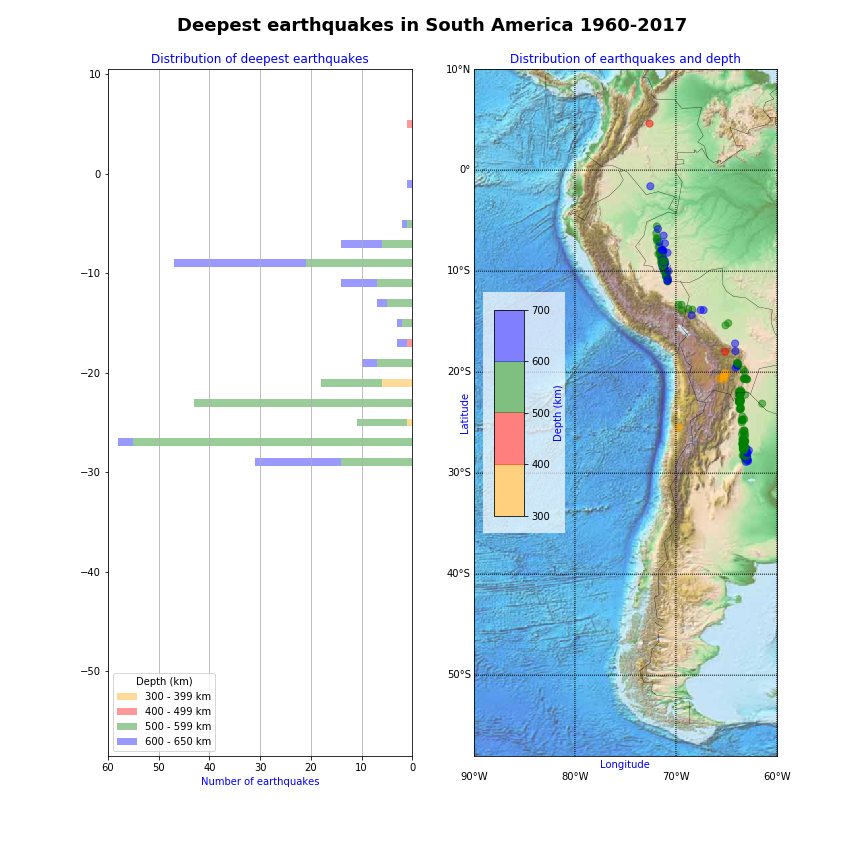 Deepest earthquakes in South America 1960-2017
Distribution of deepest earthquakes
10
0
−10
−20
−30
−40
−50
Depth (km)
300 - 399 km
400 - 499 km
500 - 599 km
600 - 650 km
60 50 40 30 20 10 0
Number of earthquakes
Distribution of earthquakes and depth
10°N
0°
10°S
20°S
30°S
40°S
50°S
Latitude
700
600
500
400
300
Depth (km)
Longitude
90°W 80°W 70°W 60°W